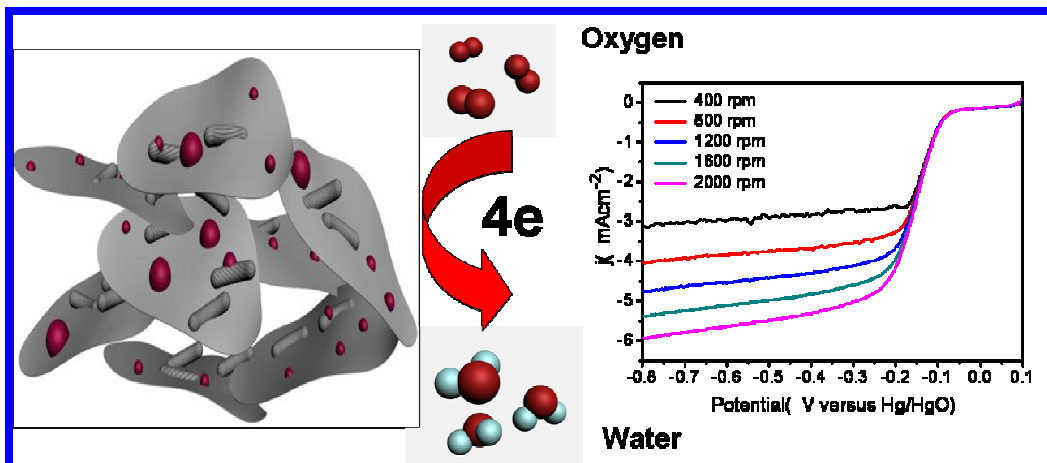 Oxygen
4e
400 rpm
800 rpm
1200 rpm
1600 rpm
2000 rpm
0
-1
-2
-3
-4
-5
-6
j( mAcm-2)
-0.8 -0.7 -0.6 -0.5 -0.4 -0.3 -0.2 -0.1 0.0 0.1
Potential( V versus Hg/HgO)
Water